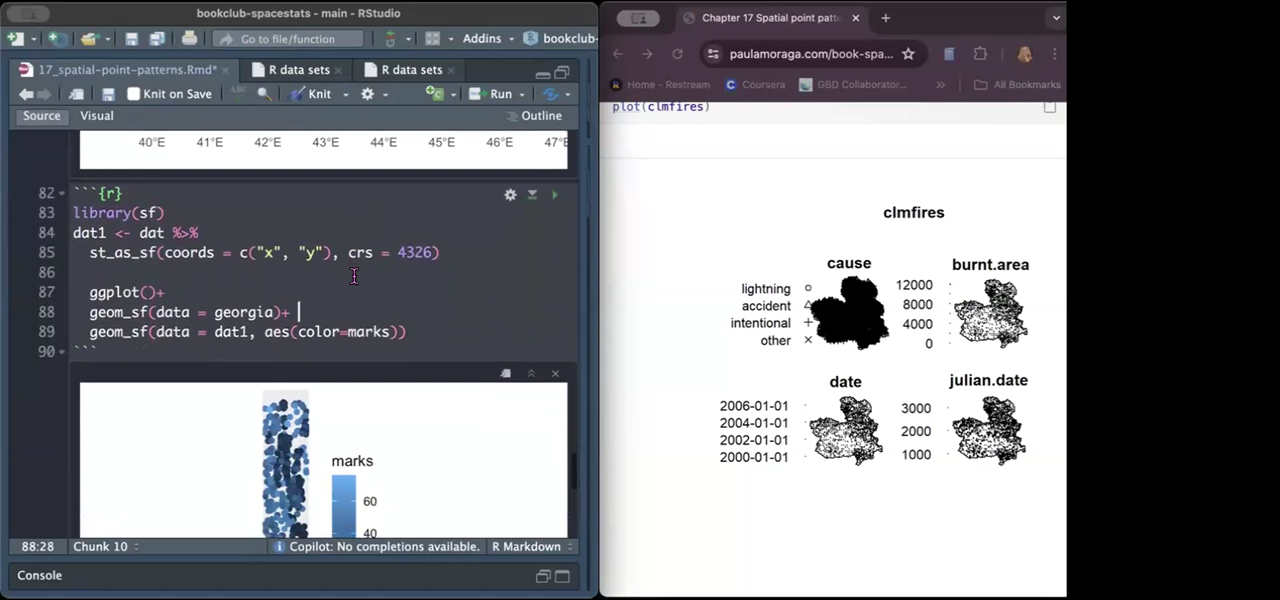 bookclub-spacestats - main - RStudio
Go to file/function
Addins
bookclub-
17_spatial-point-patterns.Rmd*
R data sets
R data sets
Knit on Save
ABC
Knit
Run
Source
Visual
Outline
40°E 41°E 42°E 43°E 44°E 45°E 46°E 47°E
82 ```{r}
83 library(sf)
84 dat1 <- dat %>%
85 st_as_sf(coords = c("x", "y"), crs = 4326)
86
87 ggplot()+
88 geom_sf(data = georgia)+
89 geom_sf(data = dat1, aes(color=marks))
90 ```
marks
60
40
88:28 Chunk 10
Copilot: No completions available.
R Markdown
Console
Chapter 17 Spatial point patt
paulamoraga.com/book-spa...
Home - Restream
Coursera
GBD Collaborator...
»
All Bookmarks
plot(clmfires)
clmfires
cause
lightning
accident
intentional
other
burnt.area
12000
8000
4000
0
date
2006-01-01
2004-01-01
2002-01-01
2000-01-01
julian.date
3000
2000
1000